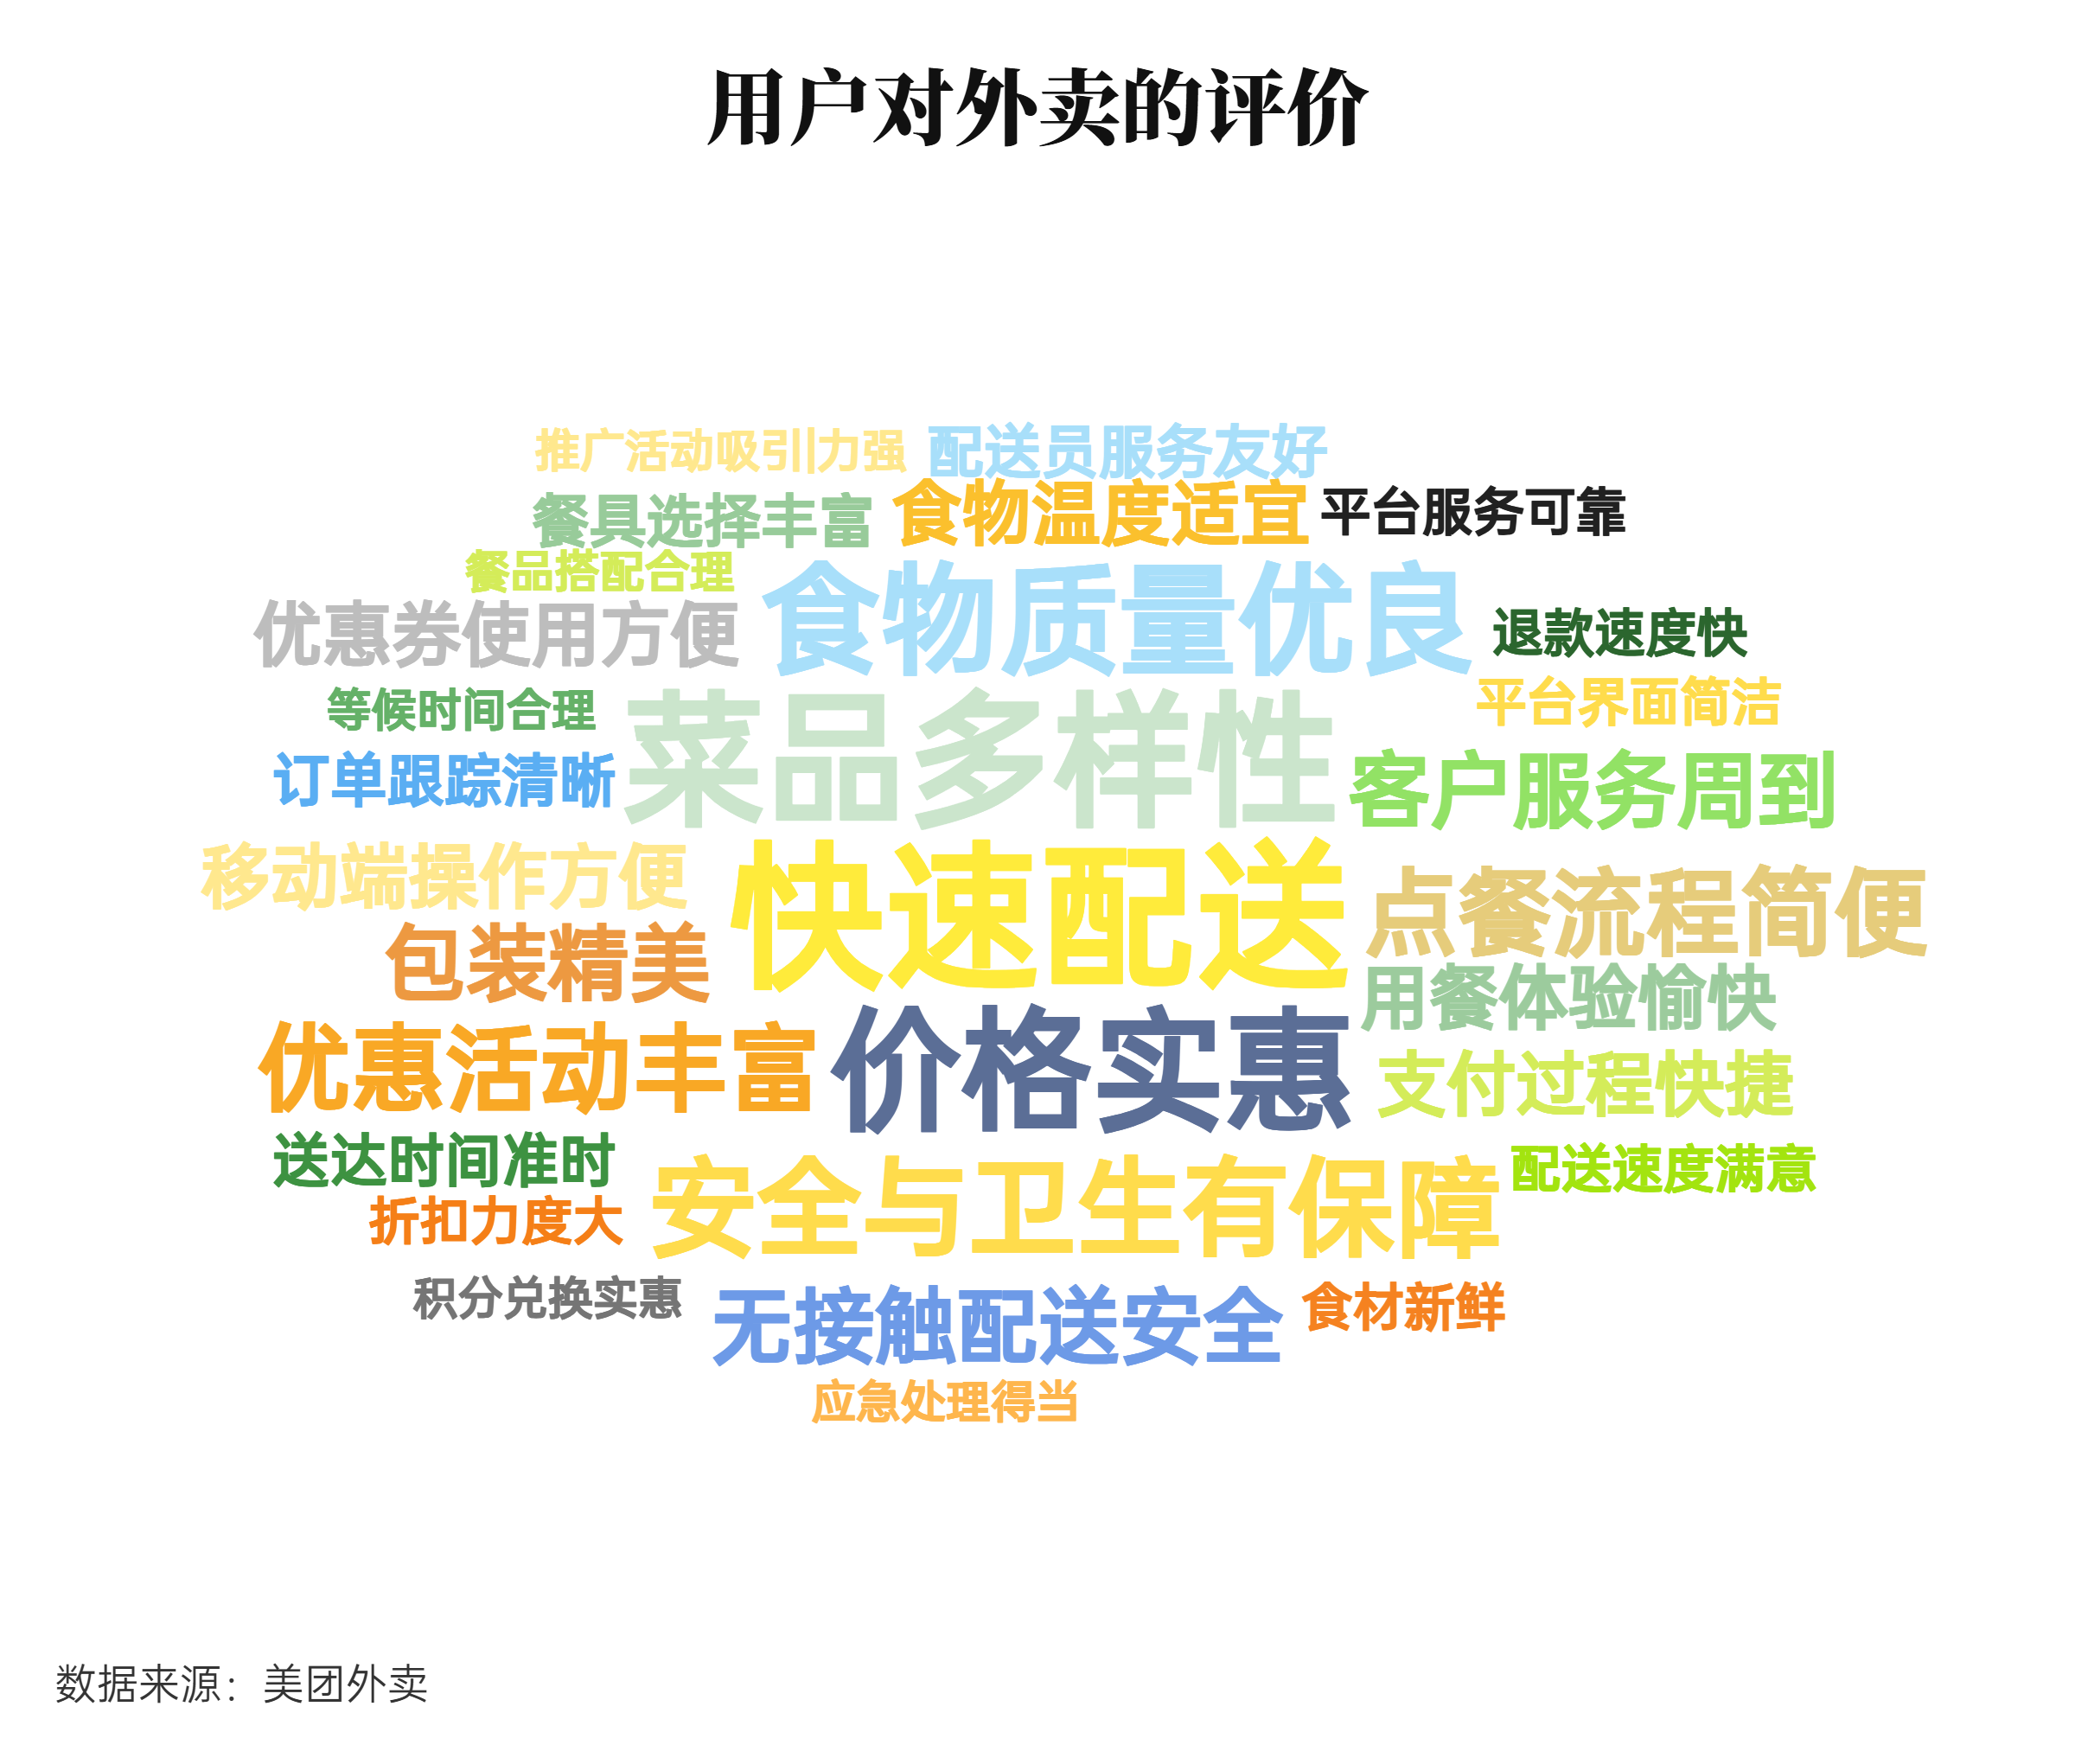 用户对外卖的评价
推广活动吸引力强
配送员服务友好
餐具选择丰富
食物温度适宜
平台服务可靠
餐品搭配合理
优惠券使用方便
食物质量优良
退款速度快
等候时间合理
菜品多样性
平台界面简洁
订单跟踪清晰
客户服务周到
移动端操作方便
快速配送
点餐流程简便
包装精美
用餐体验愉快
优惠活动丰富
价格实惠
支付过程快捷
送达时间准时
安全与卫生有保障
配送速度满意
折扣力度大
积分兑换实惠
无接触配送安全
食材新鲜
应急处理得当
数据来源：美团外卖